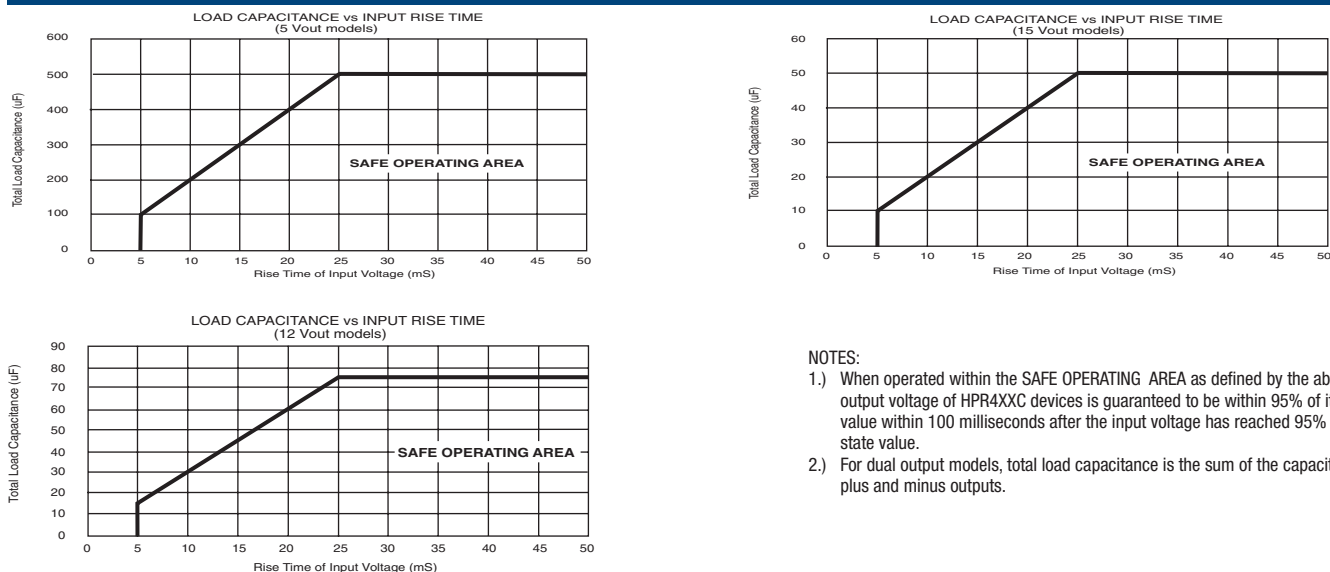 LOAD CAPACITANCE vs INPUT RISE TIME
(5 Vout models)
600
500
400
300
200
100
0
Total Load Capacitance (uF)
SAFE OPERATING AREA
0 5 10 15 20 25 30 35 40 45 50
Rise Time of Input Voltage (mS)
LOAD CAPACITANCE vs INPUT RISE TIME
(15 Vout models)
60
50
40
30
20
10
0
Total Load Capacitance (uF)
SAFE OPERATING AREA
0 5 10 15 20 25 30 35 40 45 50
Rise Time of Input Voltage (mS)
LOAD CAPACITANCE vs INPUT RISE TIME
(12 Vout models)
90
80
70
60
50
40
30
20
10
0
Total Load Capacitance (uF)
SAFE OPERATING AREA
0 5 10 15 20 25 30 35 40 45 50
Rise Time of Input Voltage (mS)
NOTES:
1.) When operated within the SAFE OPERATING AREA as defined by the ab
output voltage of HPR4XXC devices is guaranteed to be within 95% of i
value within 100 milliseconds after the input voltage has reached 95%
state value.
2.) For dual output models, total load capacitance is the sum of the capaci
plus and minus outputs.